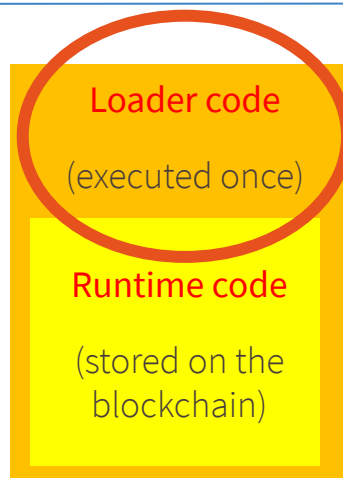 Loader code
(executed once)
Runtime code
(stored on the
blockchain)